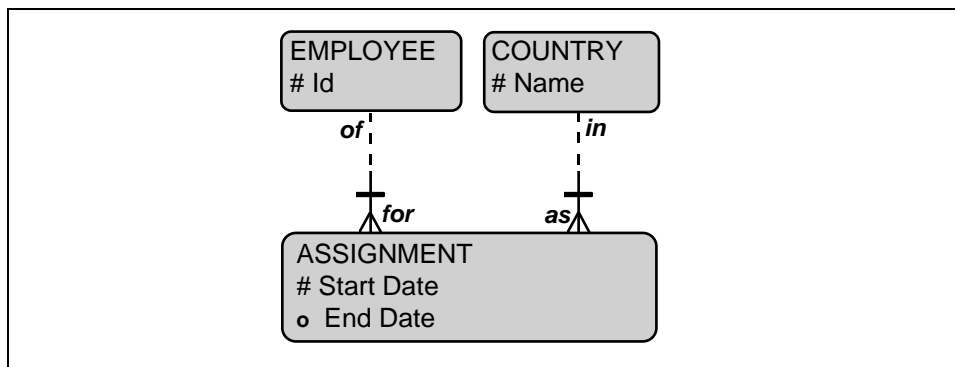 EMPLOYEE
# Id
COUNTRY
# Name
of
in
for
as
ASSIGNMENT
# Start Date
o End Date